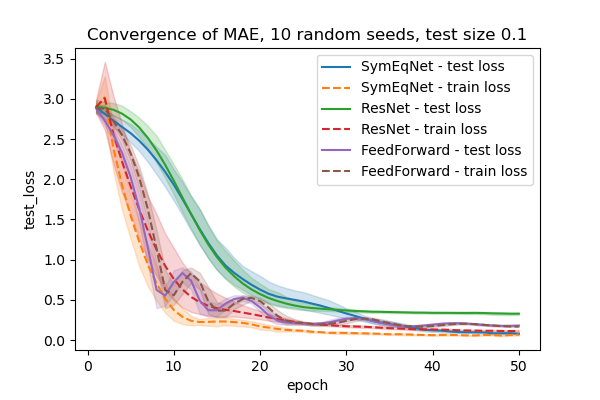 Convergence of MAE, 10 random seeds, test size 0.1
SymEqNet - test loss
SymEqNet - train loss
ResNet - test loss
ResNet - train loss
FeedForward - test loss
FeedForward - train loss
test_loss
3.5
3.0
2.5
2.0
1.5
1.0
0.5
0.0
0 10 20 30 40 50
epoch